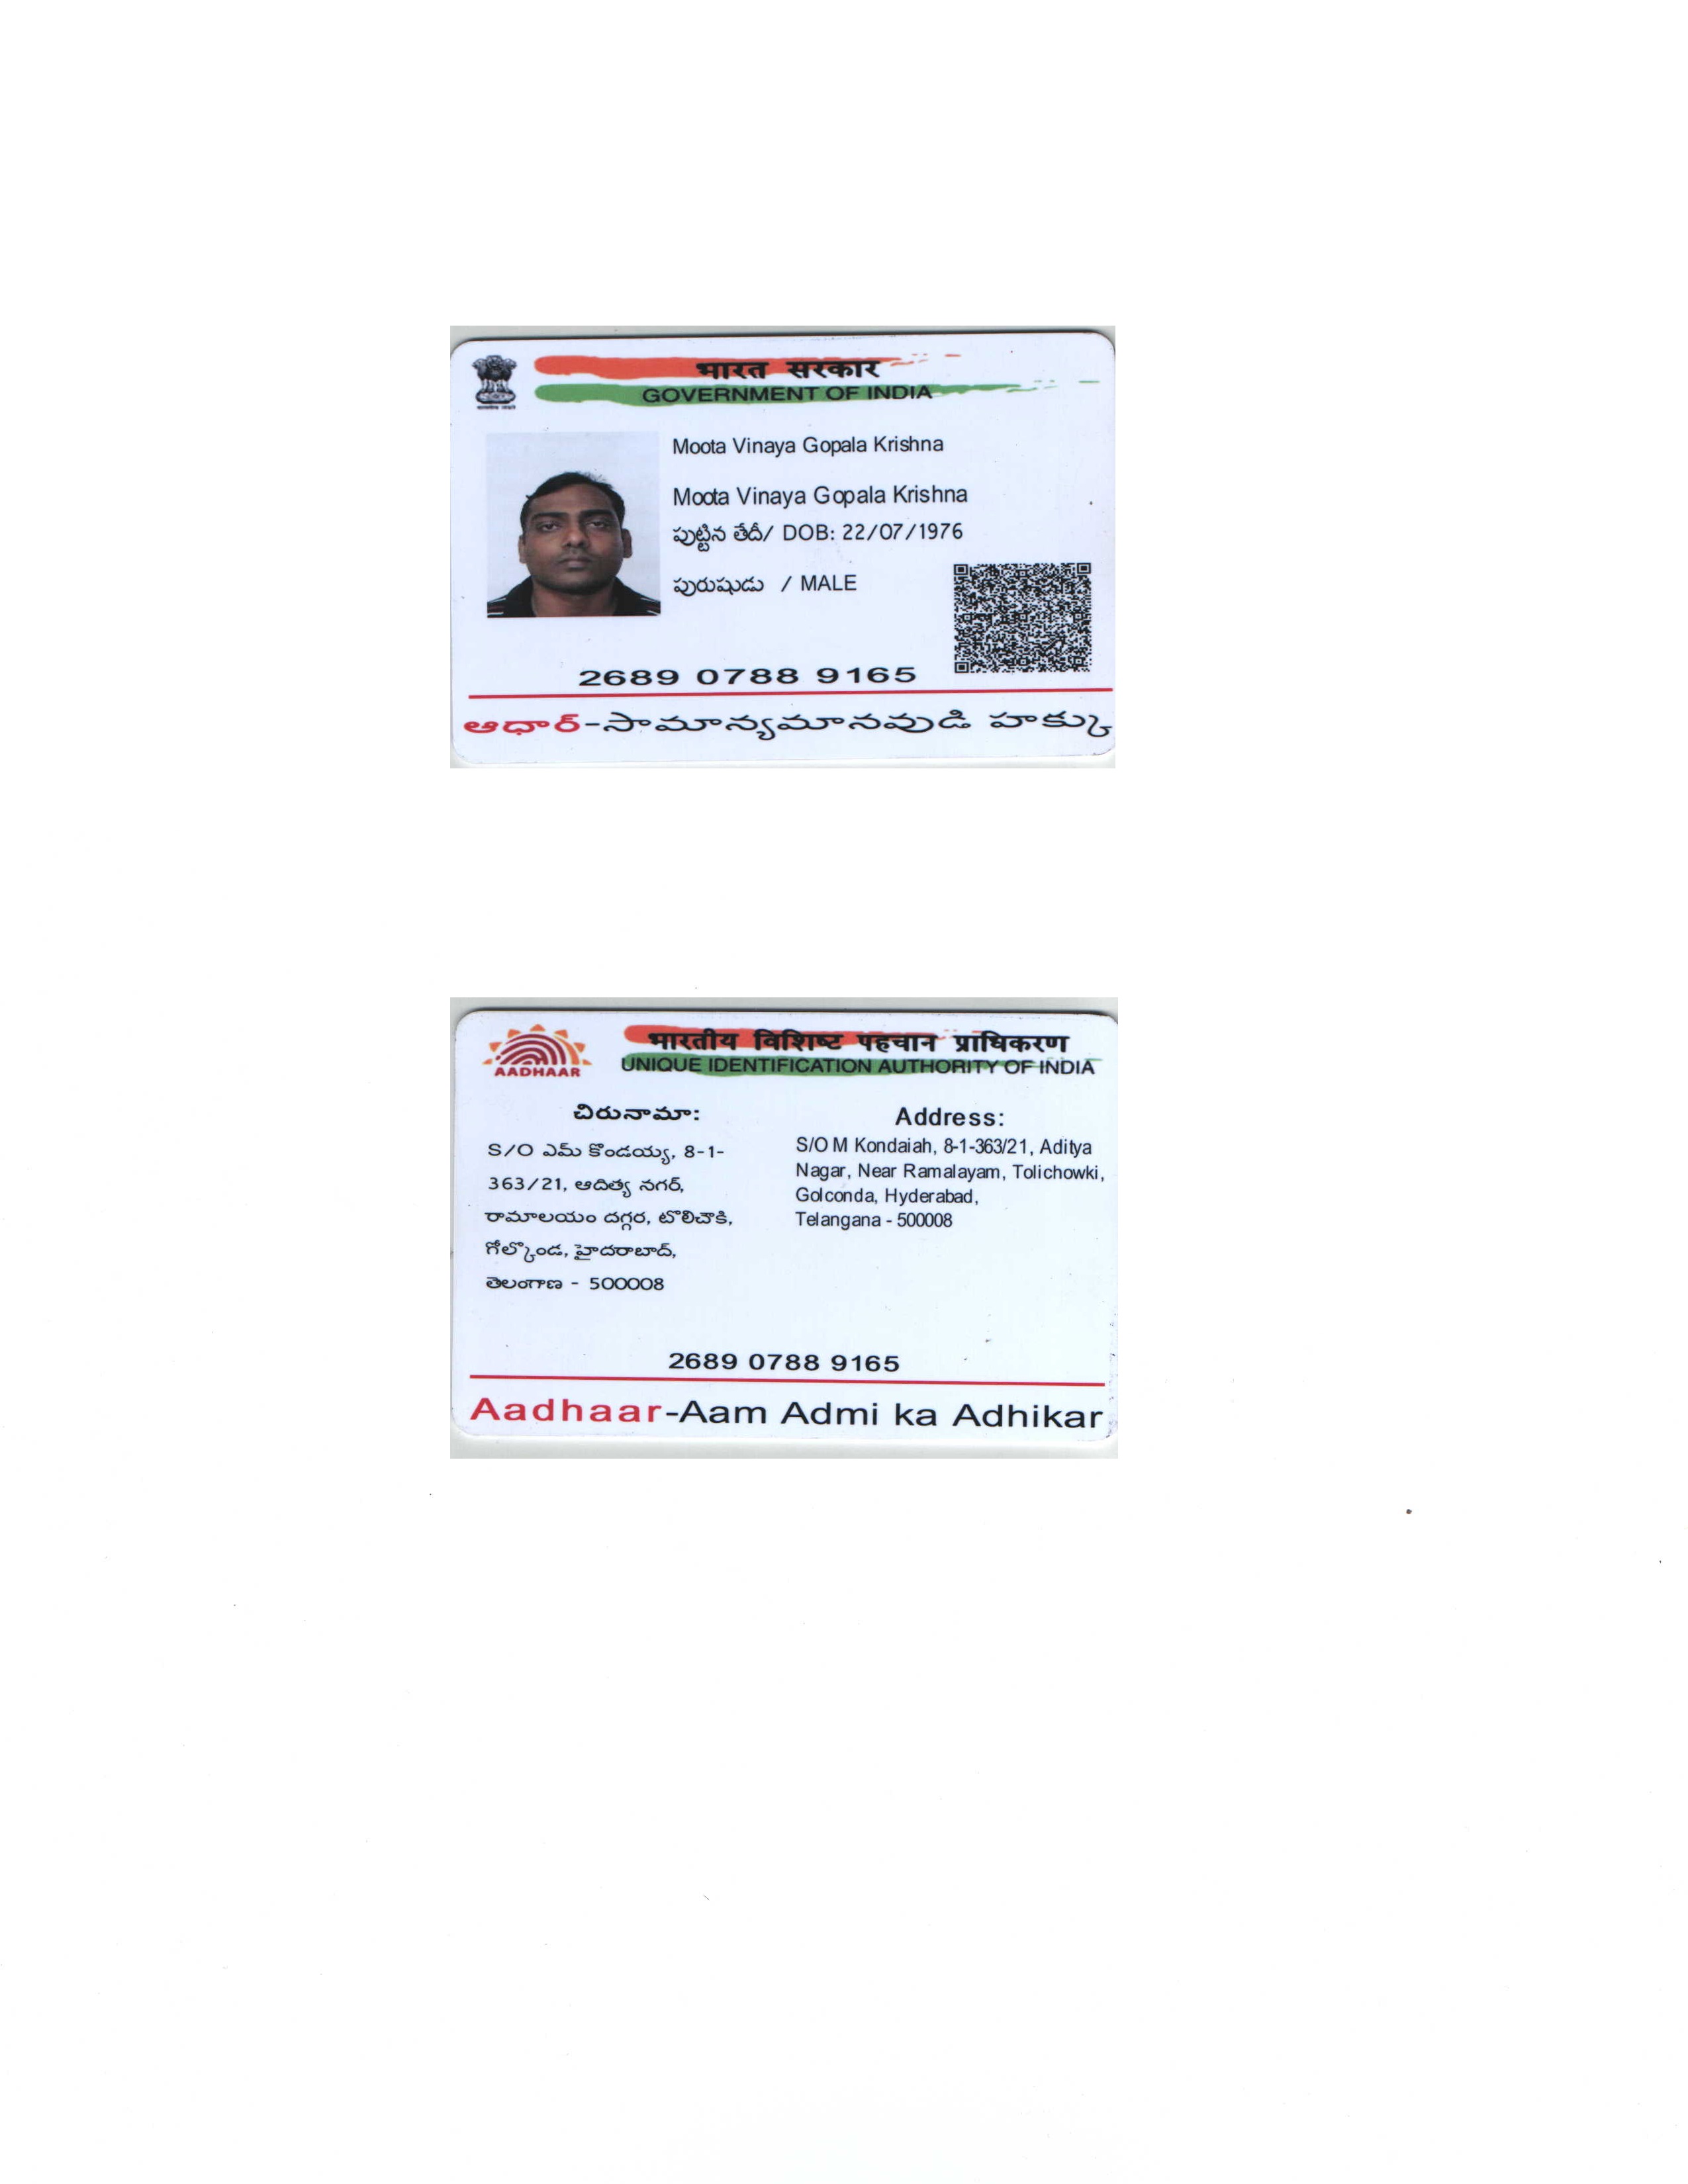 भारत सरकार
GOVERNMENT OF INDIA
Moota Vinaya Gopala Krishna
Moota Vinaya Gopala Krishna
పుట్టిన తేదీ/ DOB: 22/07/1976
పురుషుడు / MALE
2689 0788 9165
ఆధార్-సామాన్యమానవుడి హక్కు
भारतीय विशिष्ट पहचान प्राधिकरण
UNIQUE IDENTIFICATION AUTHORITY OF INDIA
AADHAAR
చిరునామా:
S/O ఎమ్ కొండయ్య, 8-1-
363/21, ఆదిత్య నగర్,
రామాలయం దగ్గర, టొలిచౌకి,
గోల్కొండ, హైదరాబాద్,
తెలంగాణ - 500008
Address:
S/O M Kondaiah, 8-1-363/21, Aditya
Nagar, Near Ramalayam, Tolichowki,
Golconda, Hyderabad,
Telangana - 500008
2689 0788 9165
Aadhaar-Aam Admi ka Adhikar